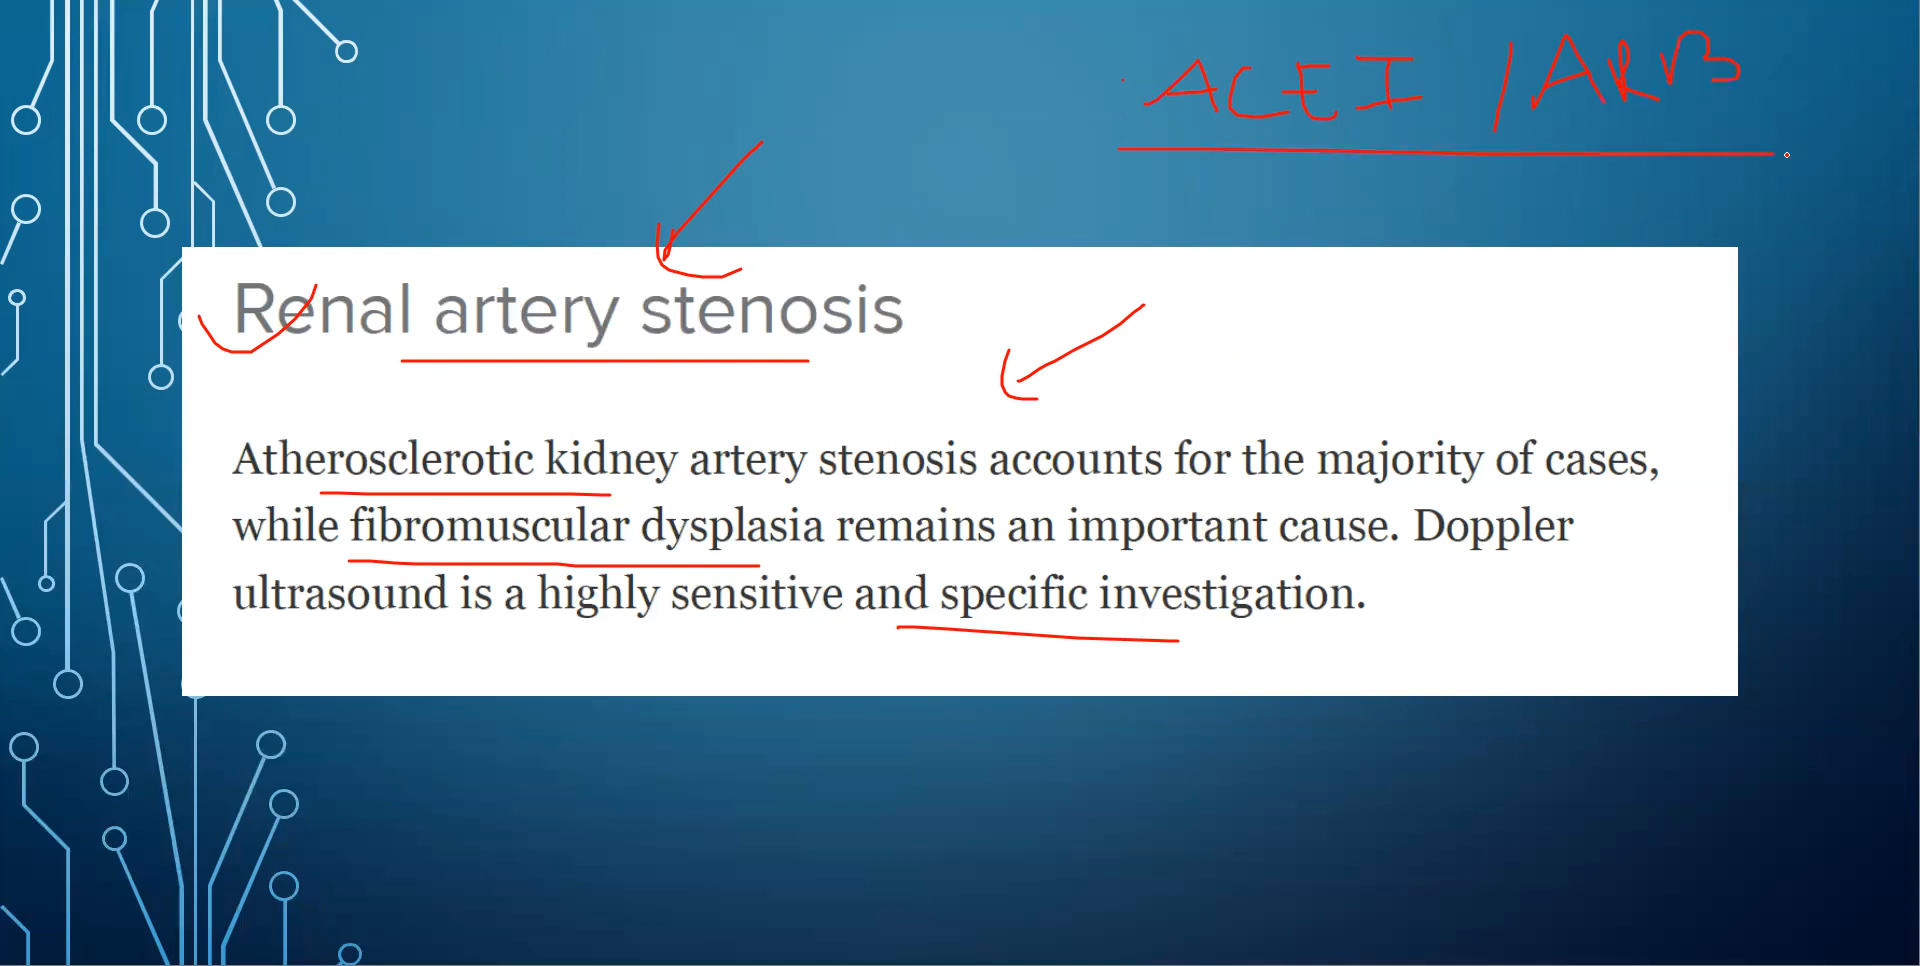 ACEI / ARB
Renal artery stenosis
Atherosclerotic kidney artery stenosis accounts for the majority of cases,
while fibromuscular dysplasia remains an important cause. Doppler
ultrasound is a highly sensitive and specific investigation.